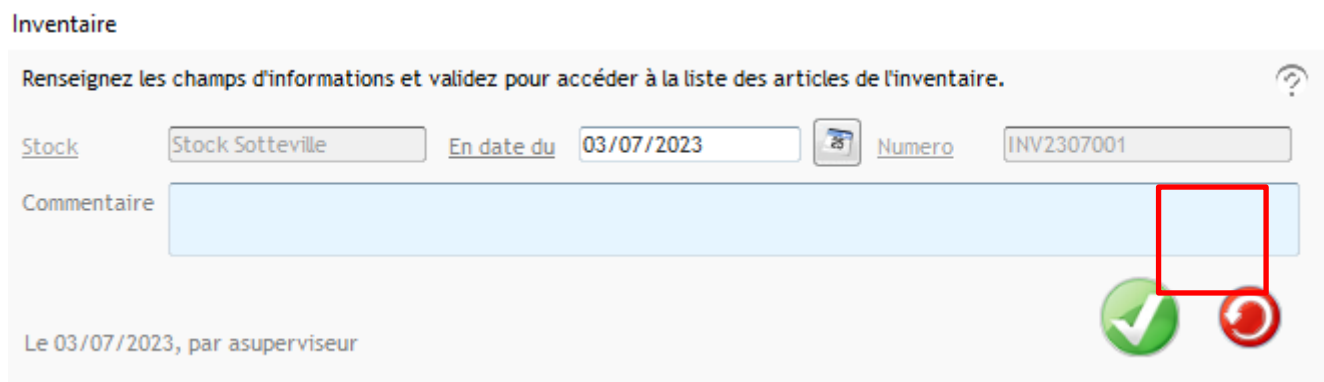 Inventaire
Renseignez les champs d'informations et validez pour accéder à la liste des articles de l'inventaire.
Stock Stock Sotteville En date du 03/07/2023 Numero INV2307001
Commentaire
Le 03/07/2023, par asuperviseur